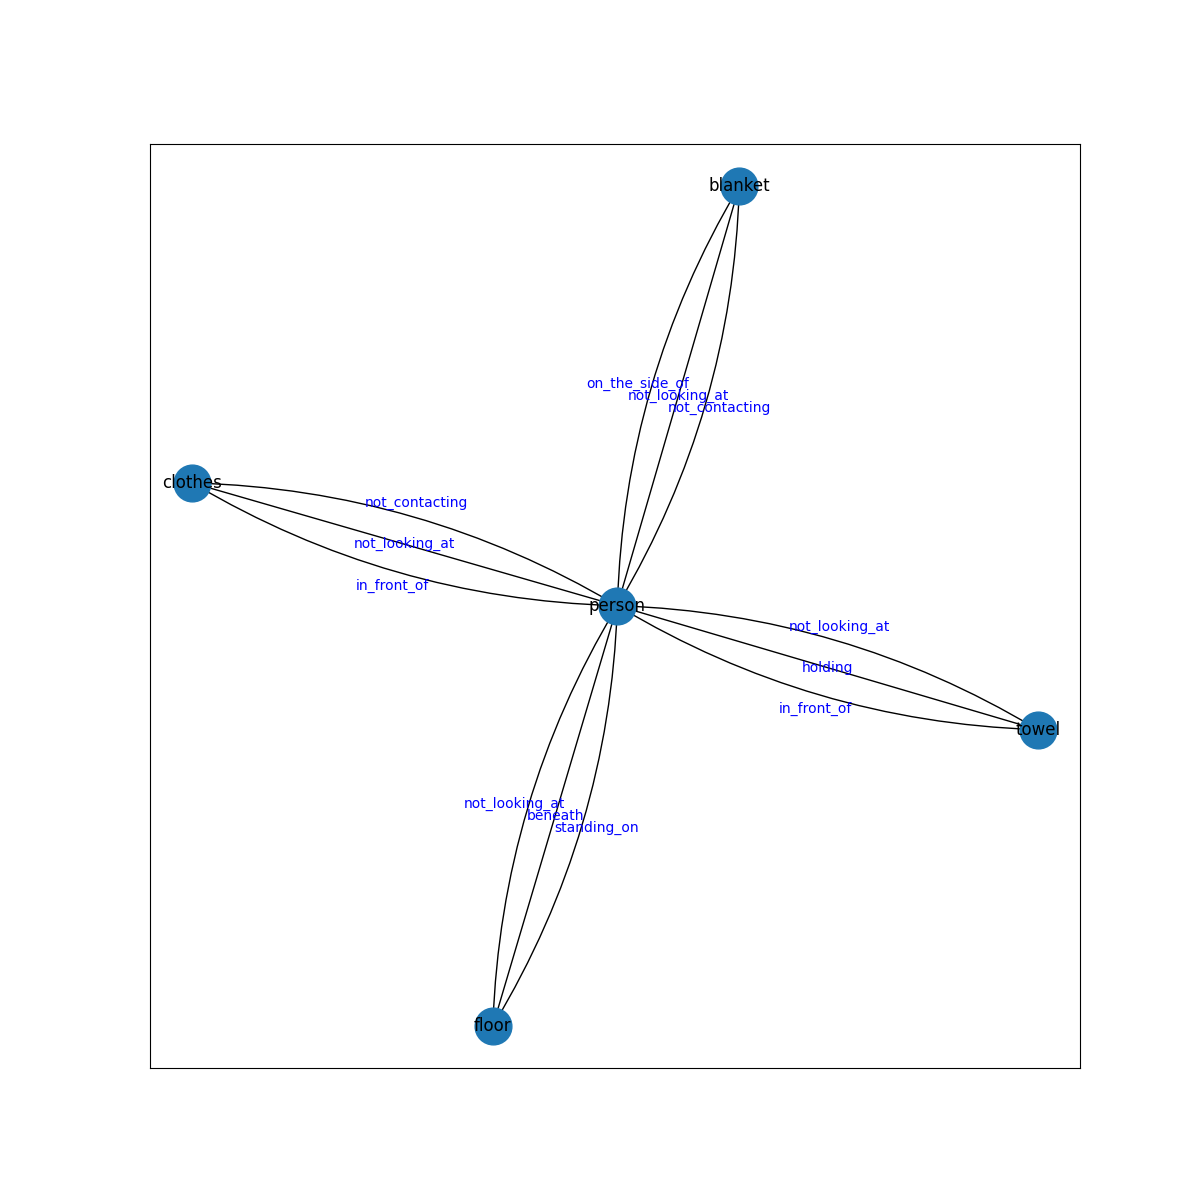 blanket
on_the_side_of
not_looking_at
not_contacting
clothes
not_contacting
not_looking_at
in_front_of
person
not_looking_at
holding
in_front_of
towel
not_looking_at
beneath
standing_on
floor